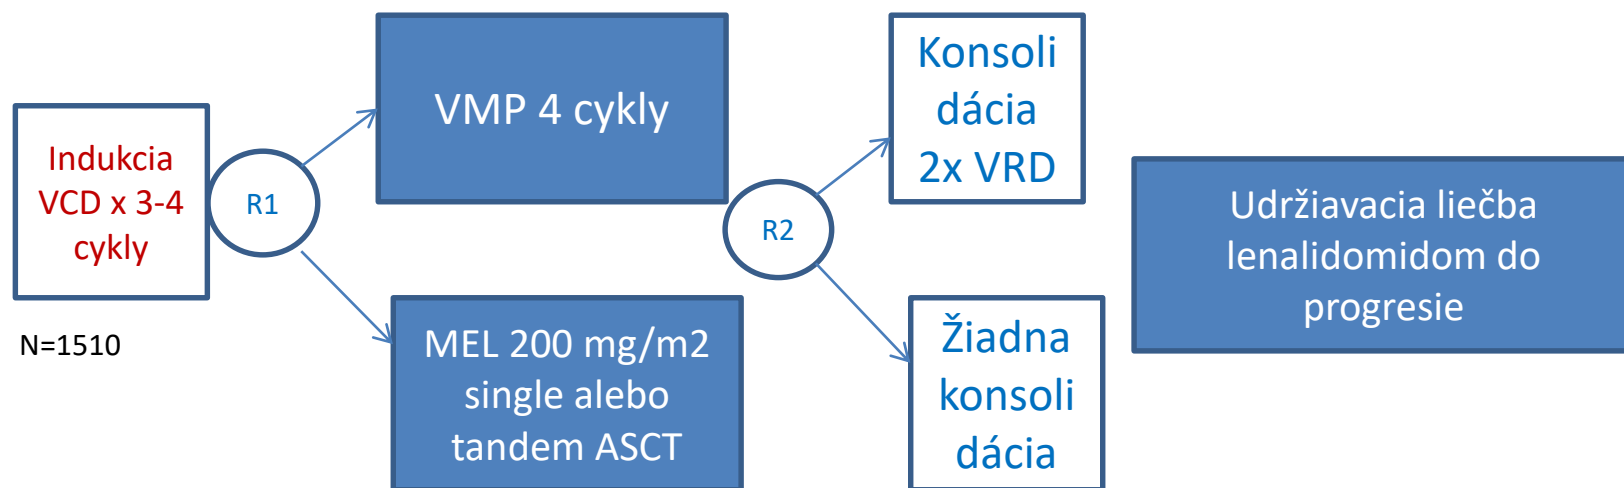 Indukcia
VCD x 3-4
cykly
N=1510
R1
VMP 4 cykly
MEL 200 mg/m2
single alebo
tandem ASCT
R2
Konsoli
dácia
2x VRD
Žiadna
konsoli
dácia
Udržiavacia liečba
lenalidomidom do
progresie